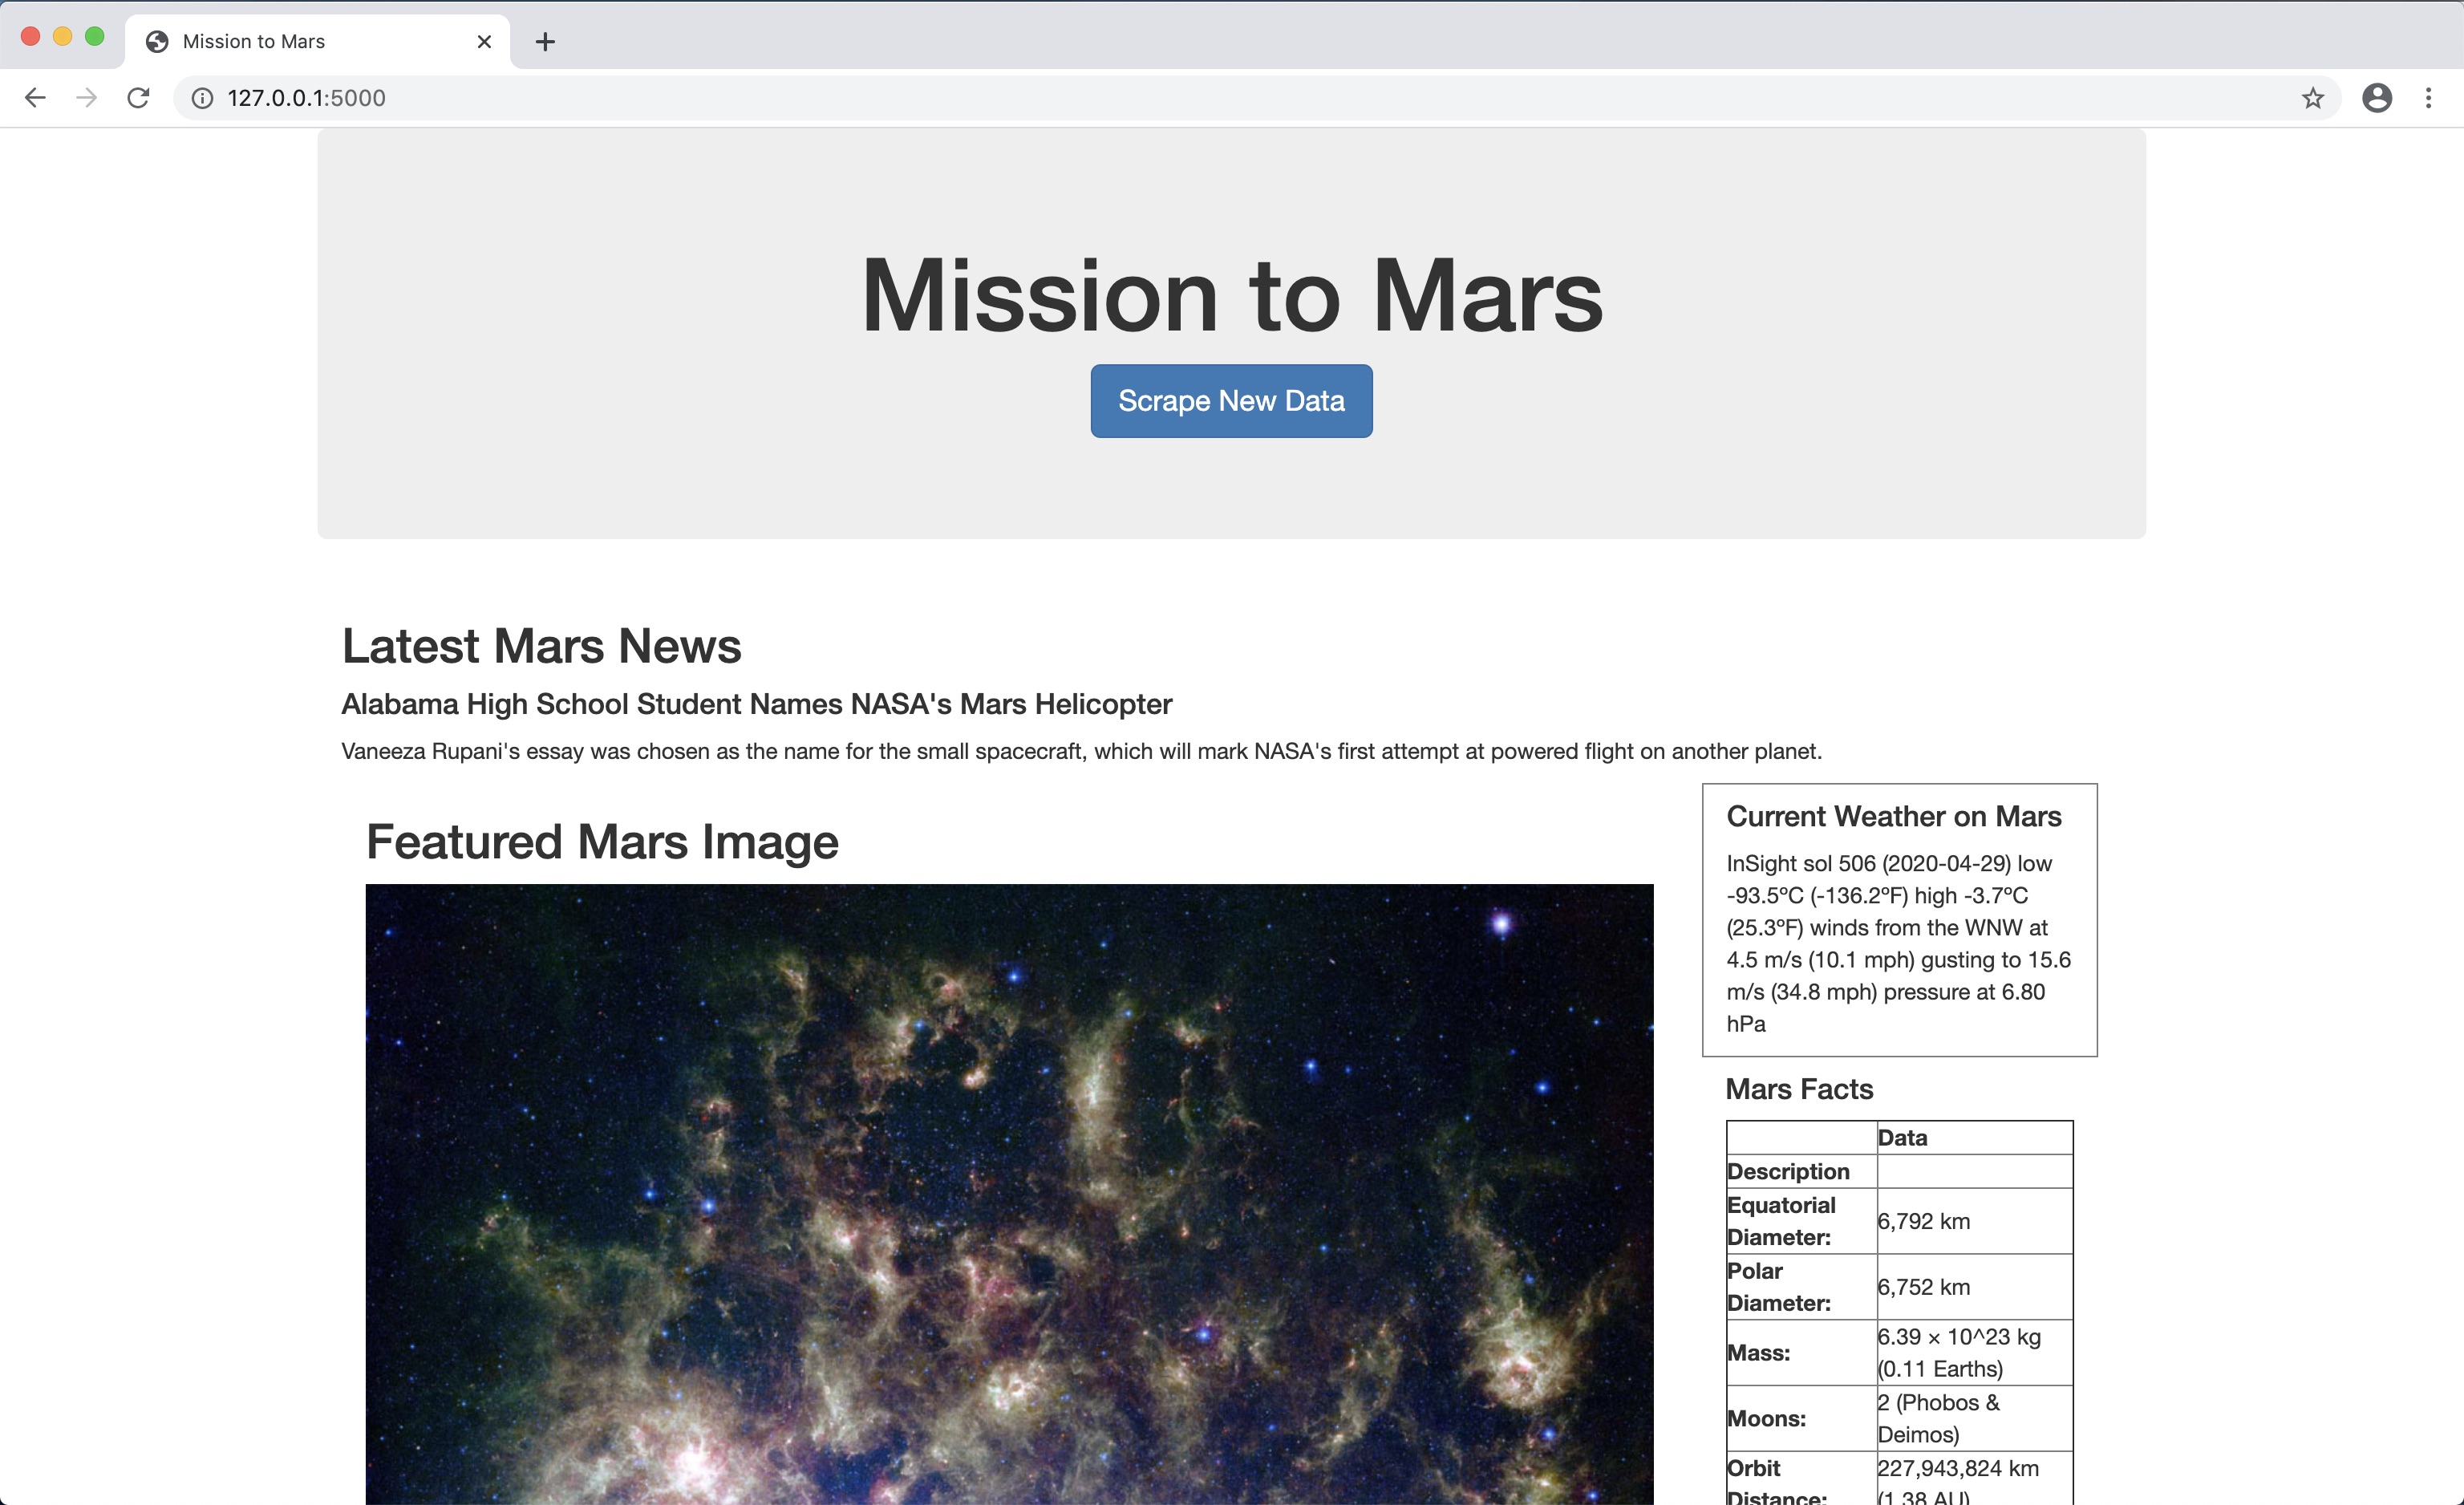 Mission to Mars
127.0.0.1:5000
Mission to Mars
Scrape New Data
Latest Mars News
Alabama High School Student Names NASA's Mars Helicopter
Vaneeza Rupani's essay was chosen as the name for the small spacecraft, which will mark NASA's first attempt at powered flight on another planet.
Featured Mars Image
Current Weather on Mars
InSight sol 506 (2020-04-29) low
-93.5ºC (-136.2ºF) high -3.7ºC
(25.3ºF) winds from the WNW at
4.5 m/s (10.1 mph) gusting to 15.6
m/s (34.8 mph) pressure at 6.80
hPa
Mars Facts
Data
Description
Equatorial
Diameter:
6,792 km
Polar
Diameter:
6,752 km
Mass:
6.39 × 10^23 kg
(0.11 Earths)
Moons:
2 (Phobos &
Deimos)
Orbit
Distance:
227,943,824 km
(1.38 AU)